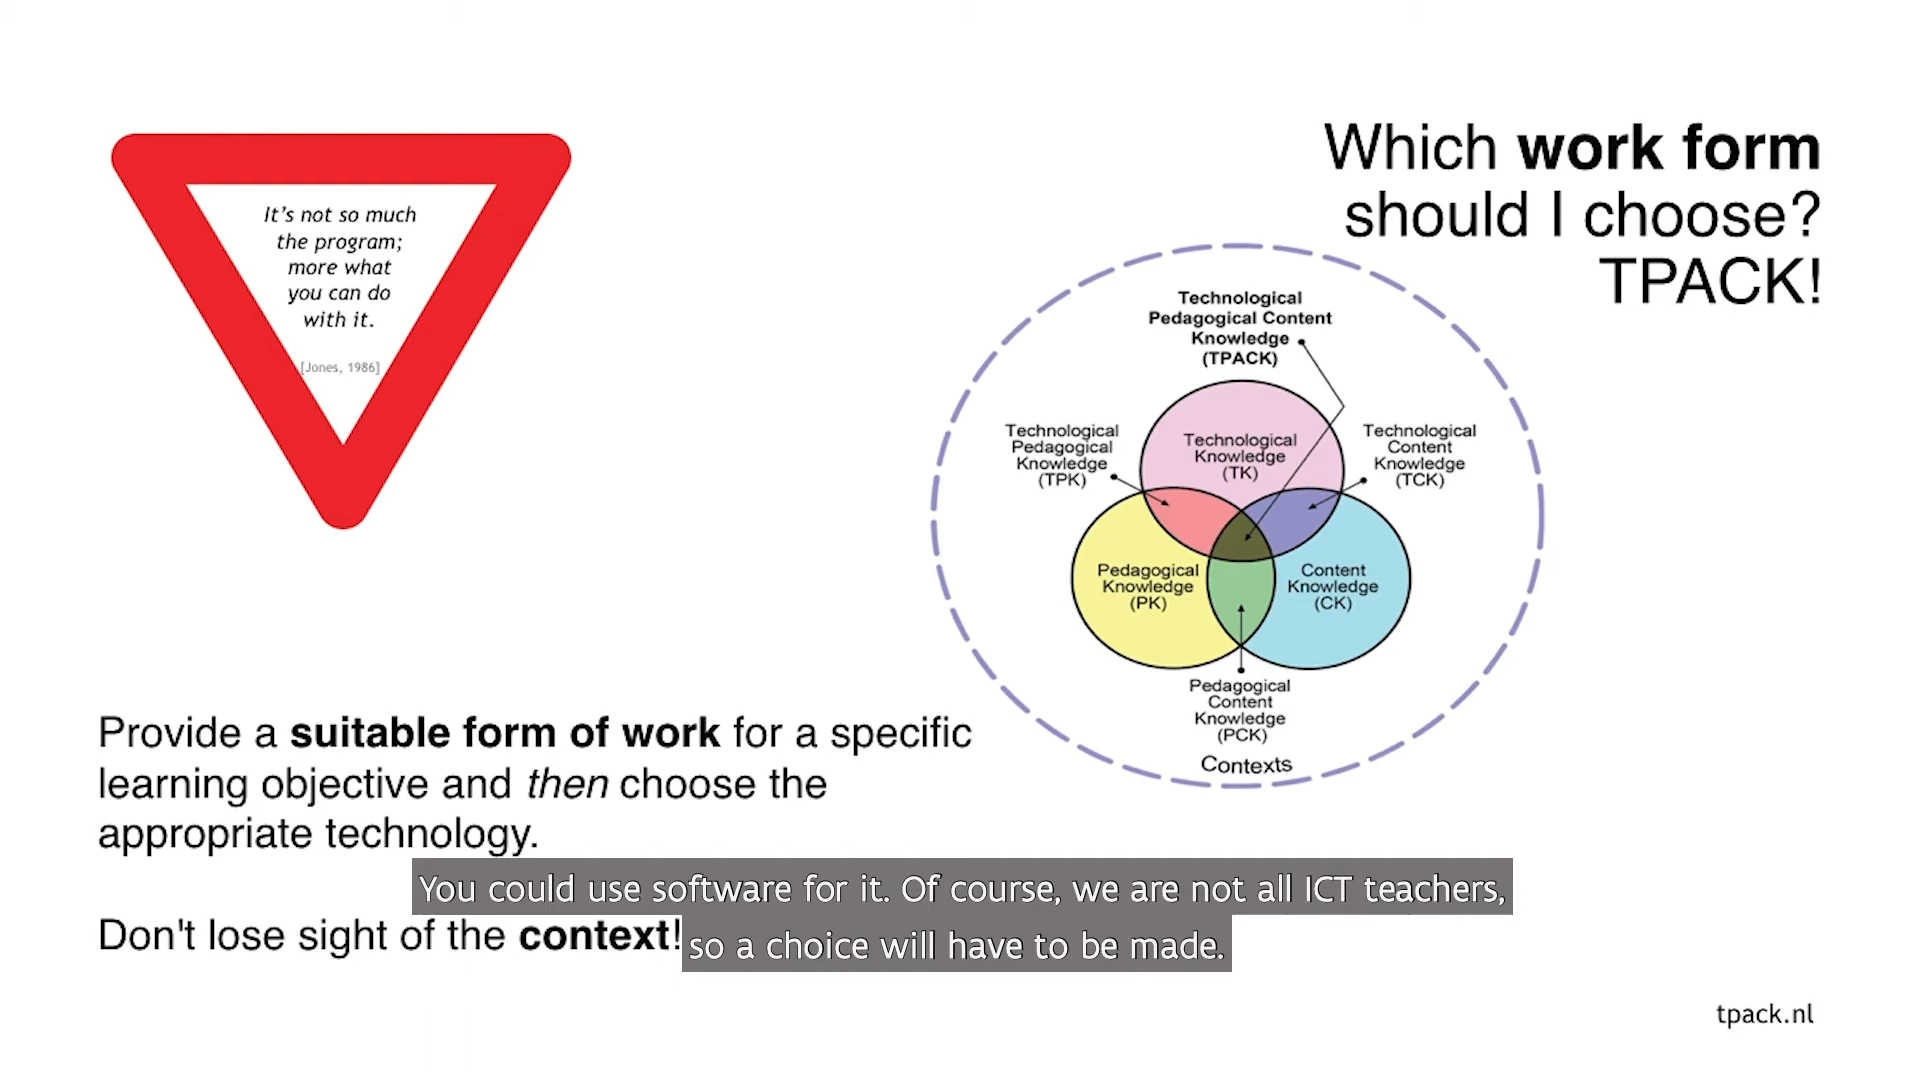 It's not so much
the program;
more what
you can do
with it.
[Jones, 1986]
Which work form
should I choose?
TPACK!
Technological
Pedagogical Content
Knowledge
(TPACK)
Technological
Pedagogical
Knowledge
(TPK)
Technological
Knowledge
(TK)
Technological
Content
Knowledge
(TCK)
Pedagogical
Knowledge
(PK)
Content
Knowledge
(CK)
Pedagogical
Content
Knowledge
(PCK)
Contexts
Provide a suitable form of work for a specific
learning objective and then choose the
appropriate technology.
You could use software for it. Of course, we are not all ICT teachers,
so a choice will have to be made.
Don't lose sight of the context!
tpack.nl